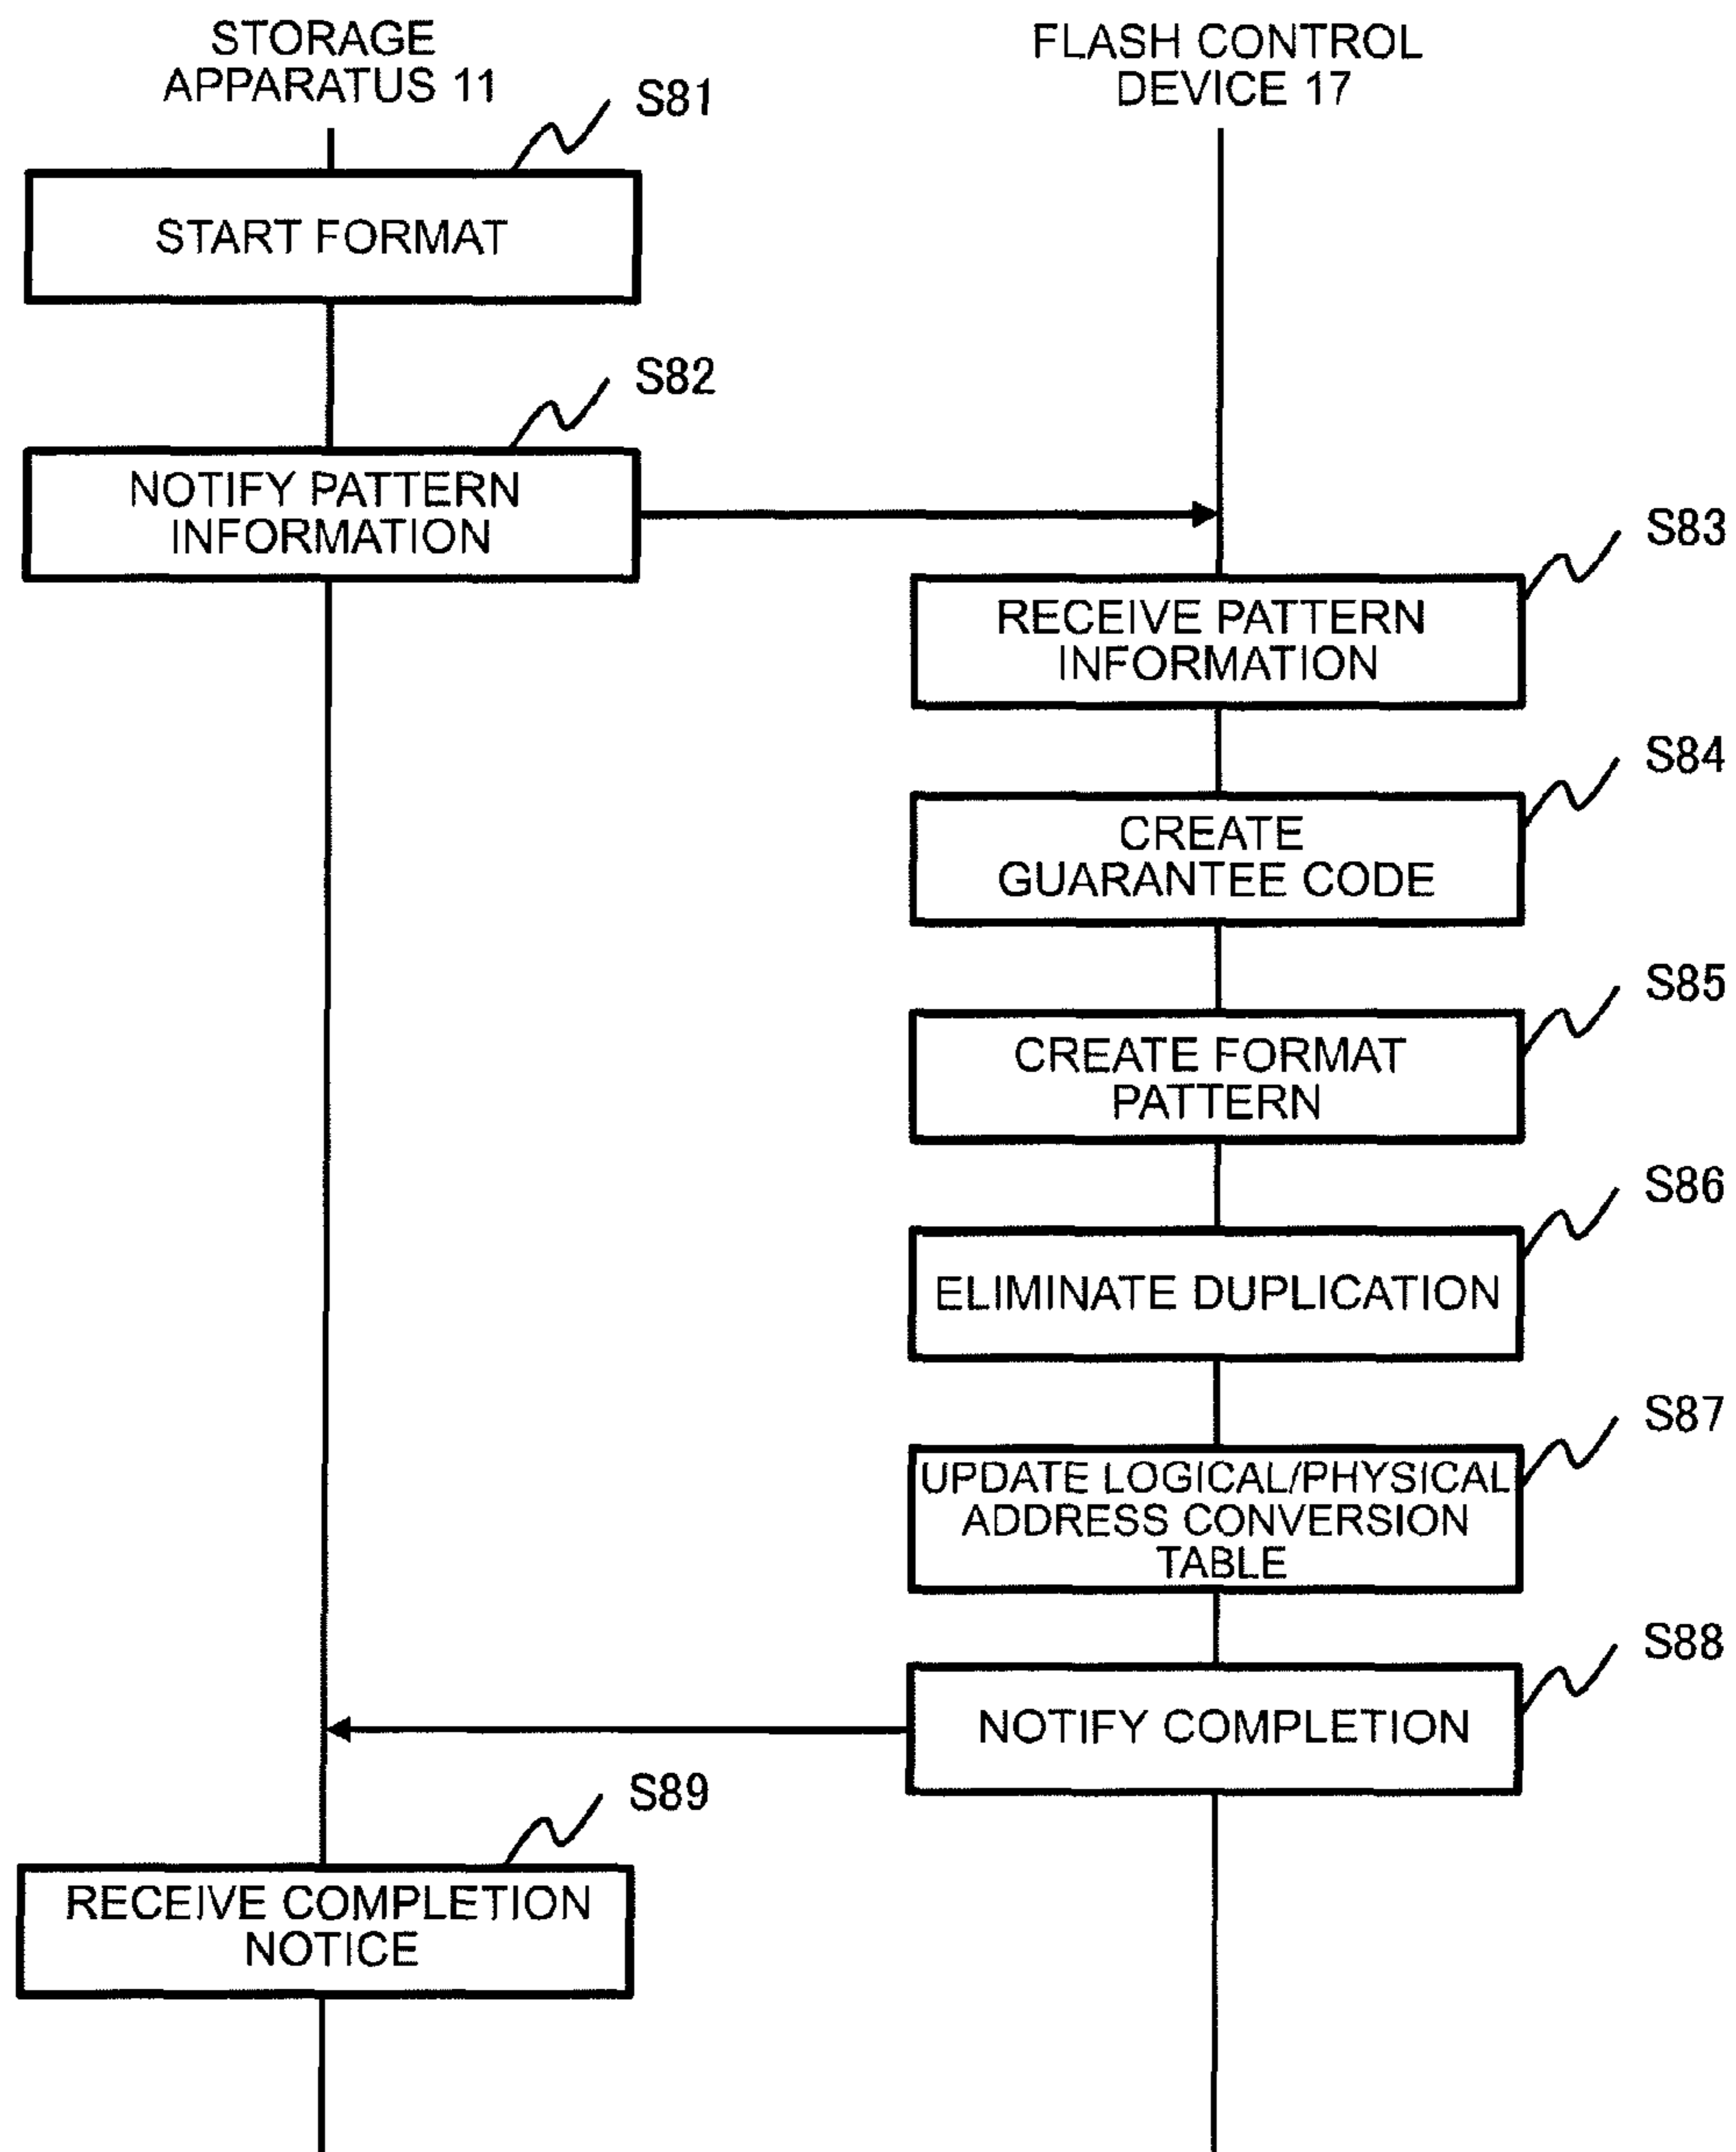 STORAGE
APPARATUS 11
FLASH CONTROL
DEVICE 17
S81
START FORMAT
S82
NOTIFY PATTERN
INFORMATION
S83
RECEIVE PATTERN
INFORMATION
S84
CREATE
GUARANTEE CODE
S85
CREATE FORMAT
PATTERN
S86
ELIMINATE DUPLICATION
S87
UPDATE LOGICAL/PHYSICAL
ADDRESS CONVERSION
TABLE
S88
NOTIFY COMPLETION
S89
RECEIVE COMPLETION
NOTICE